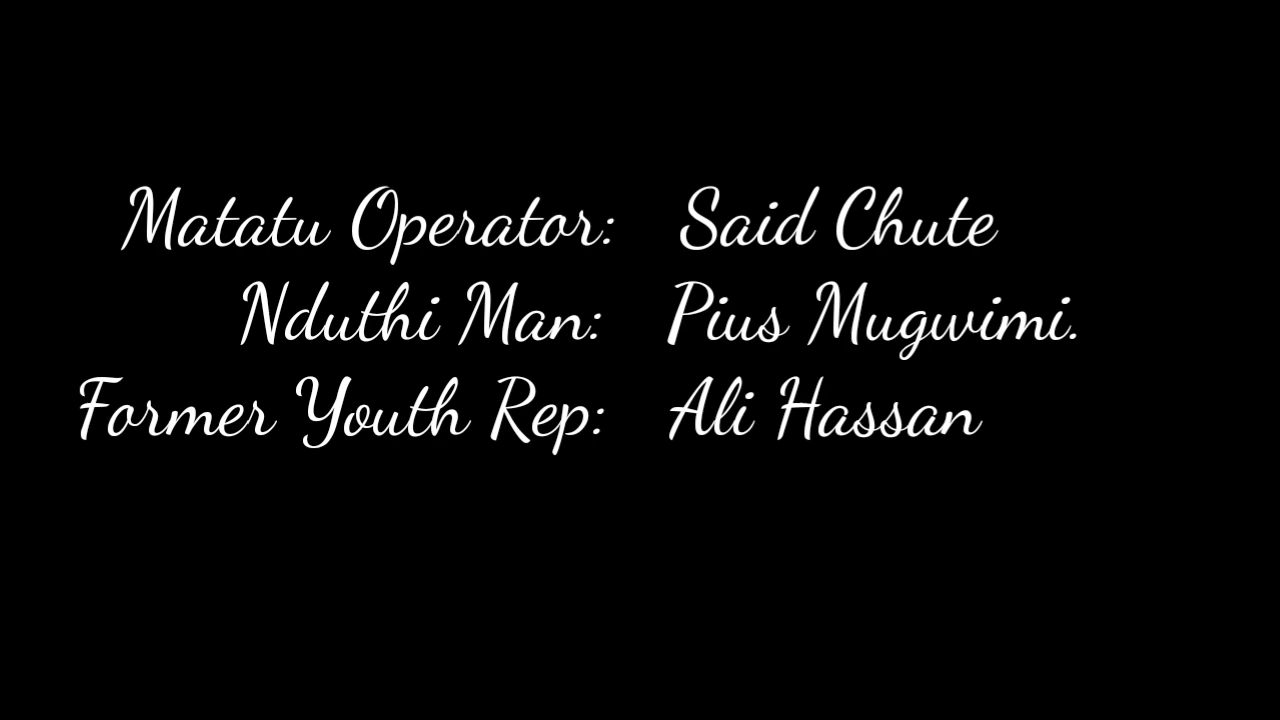 Matatu Operator: Said Chute
Nduthi Man: Pius Mugwimi.
Former Youth Rep: Ali Hassan